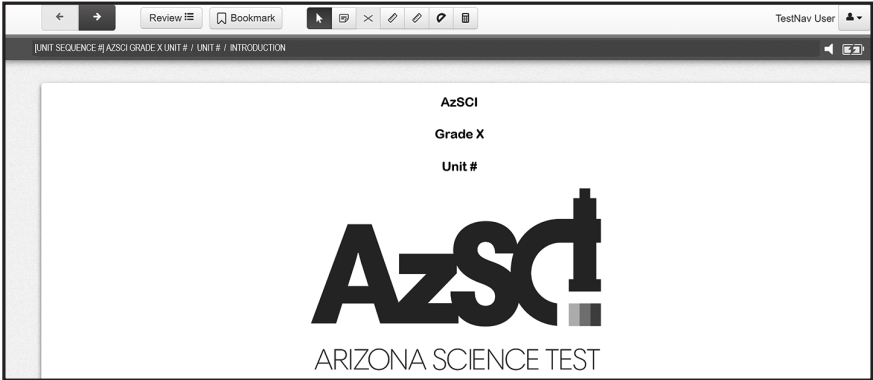 Review
Bookmark
TestNav User
[UNIT SEQUENCE #] AZSCI GRADE X UNIT # / UNIT # / INTRODUCTION
AzSCI
Grade X
Unit #
AzSCI
ARIZONA SCIENCE TEST